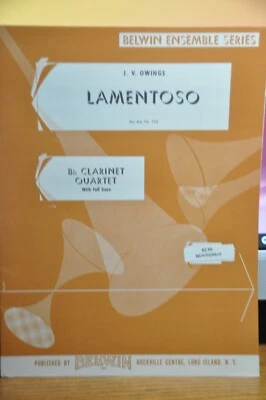 BELWIN ENSEMBLE SERIES
J. V. OWINGS
LAMENTOSO
B♭ CLARINET
QUARTET
With Full Score
PUBLISHED BY BELWIN ROCKVILLE CENTRE, LONG ISLAND, N. Y.